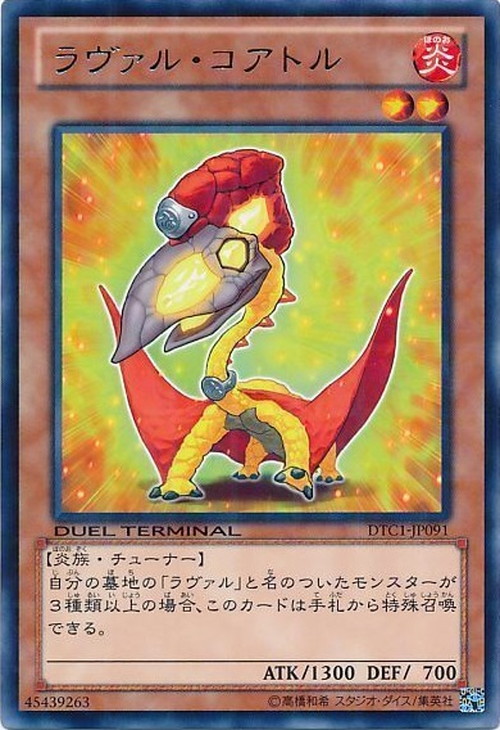 ラヴァル・コアトル
炎
ほのお
DUEL TERMINAL
DTC1-JP091
【炎族・チューナー】
自分の墓地の「ラヴァル」と名のついたモンスターが
3種類以上の場合、このカードは手札から特殊召喚
できる。
ATK/1300 DEF/ 700
45439263
©高橋和希 スタジオ・ダイス/集英社